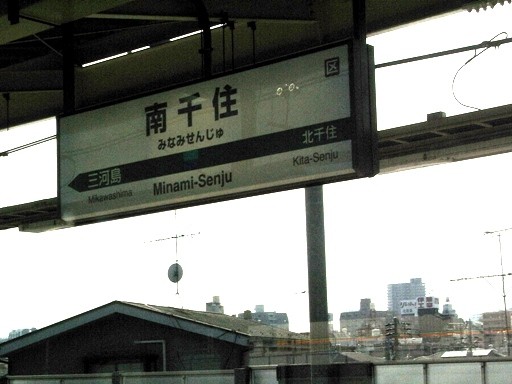 区
南千住
みなみせんじゅ
北千住
三河島
Kita-Senju
Mikawashima
Minami-Senju